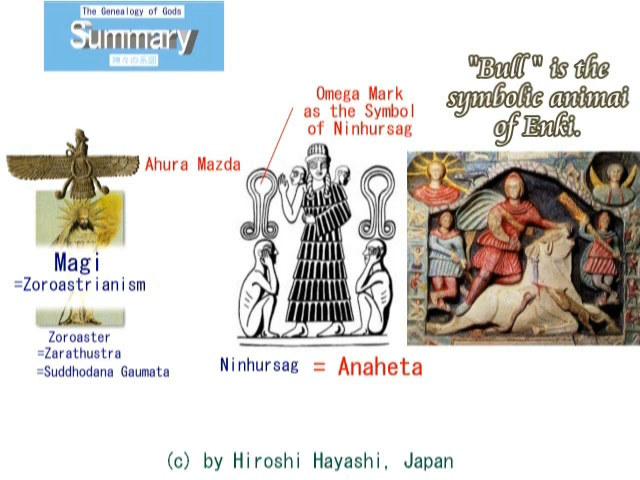 The Genealogy of Gods
Summary
神々の系図
"Bull" is the
symbolic animai
of Enki.
Omega Mark
as the Symbol
of Ninhursag
Ahura Mazda
Magi
=Zoroastrianism
Zoroaster
=Zarathustra
=Suddhodana Gaumata
Ninhursag = Anaheta
(c) by Hiroshi Hayashi, Japan